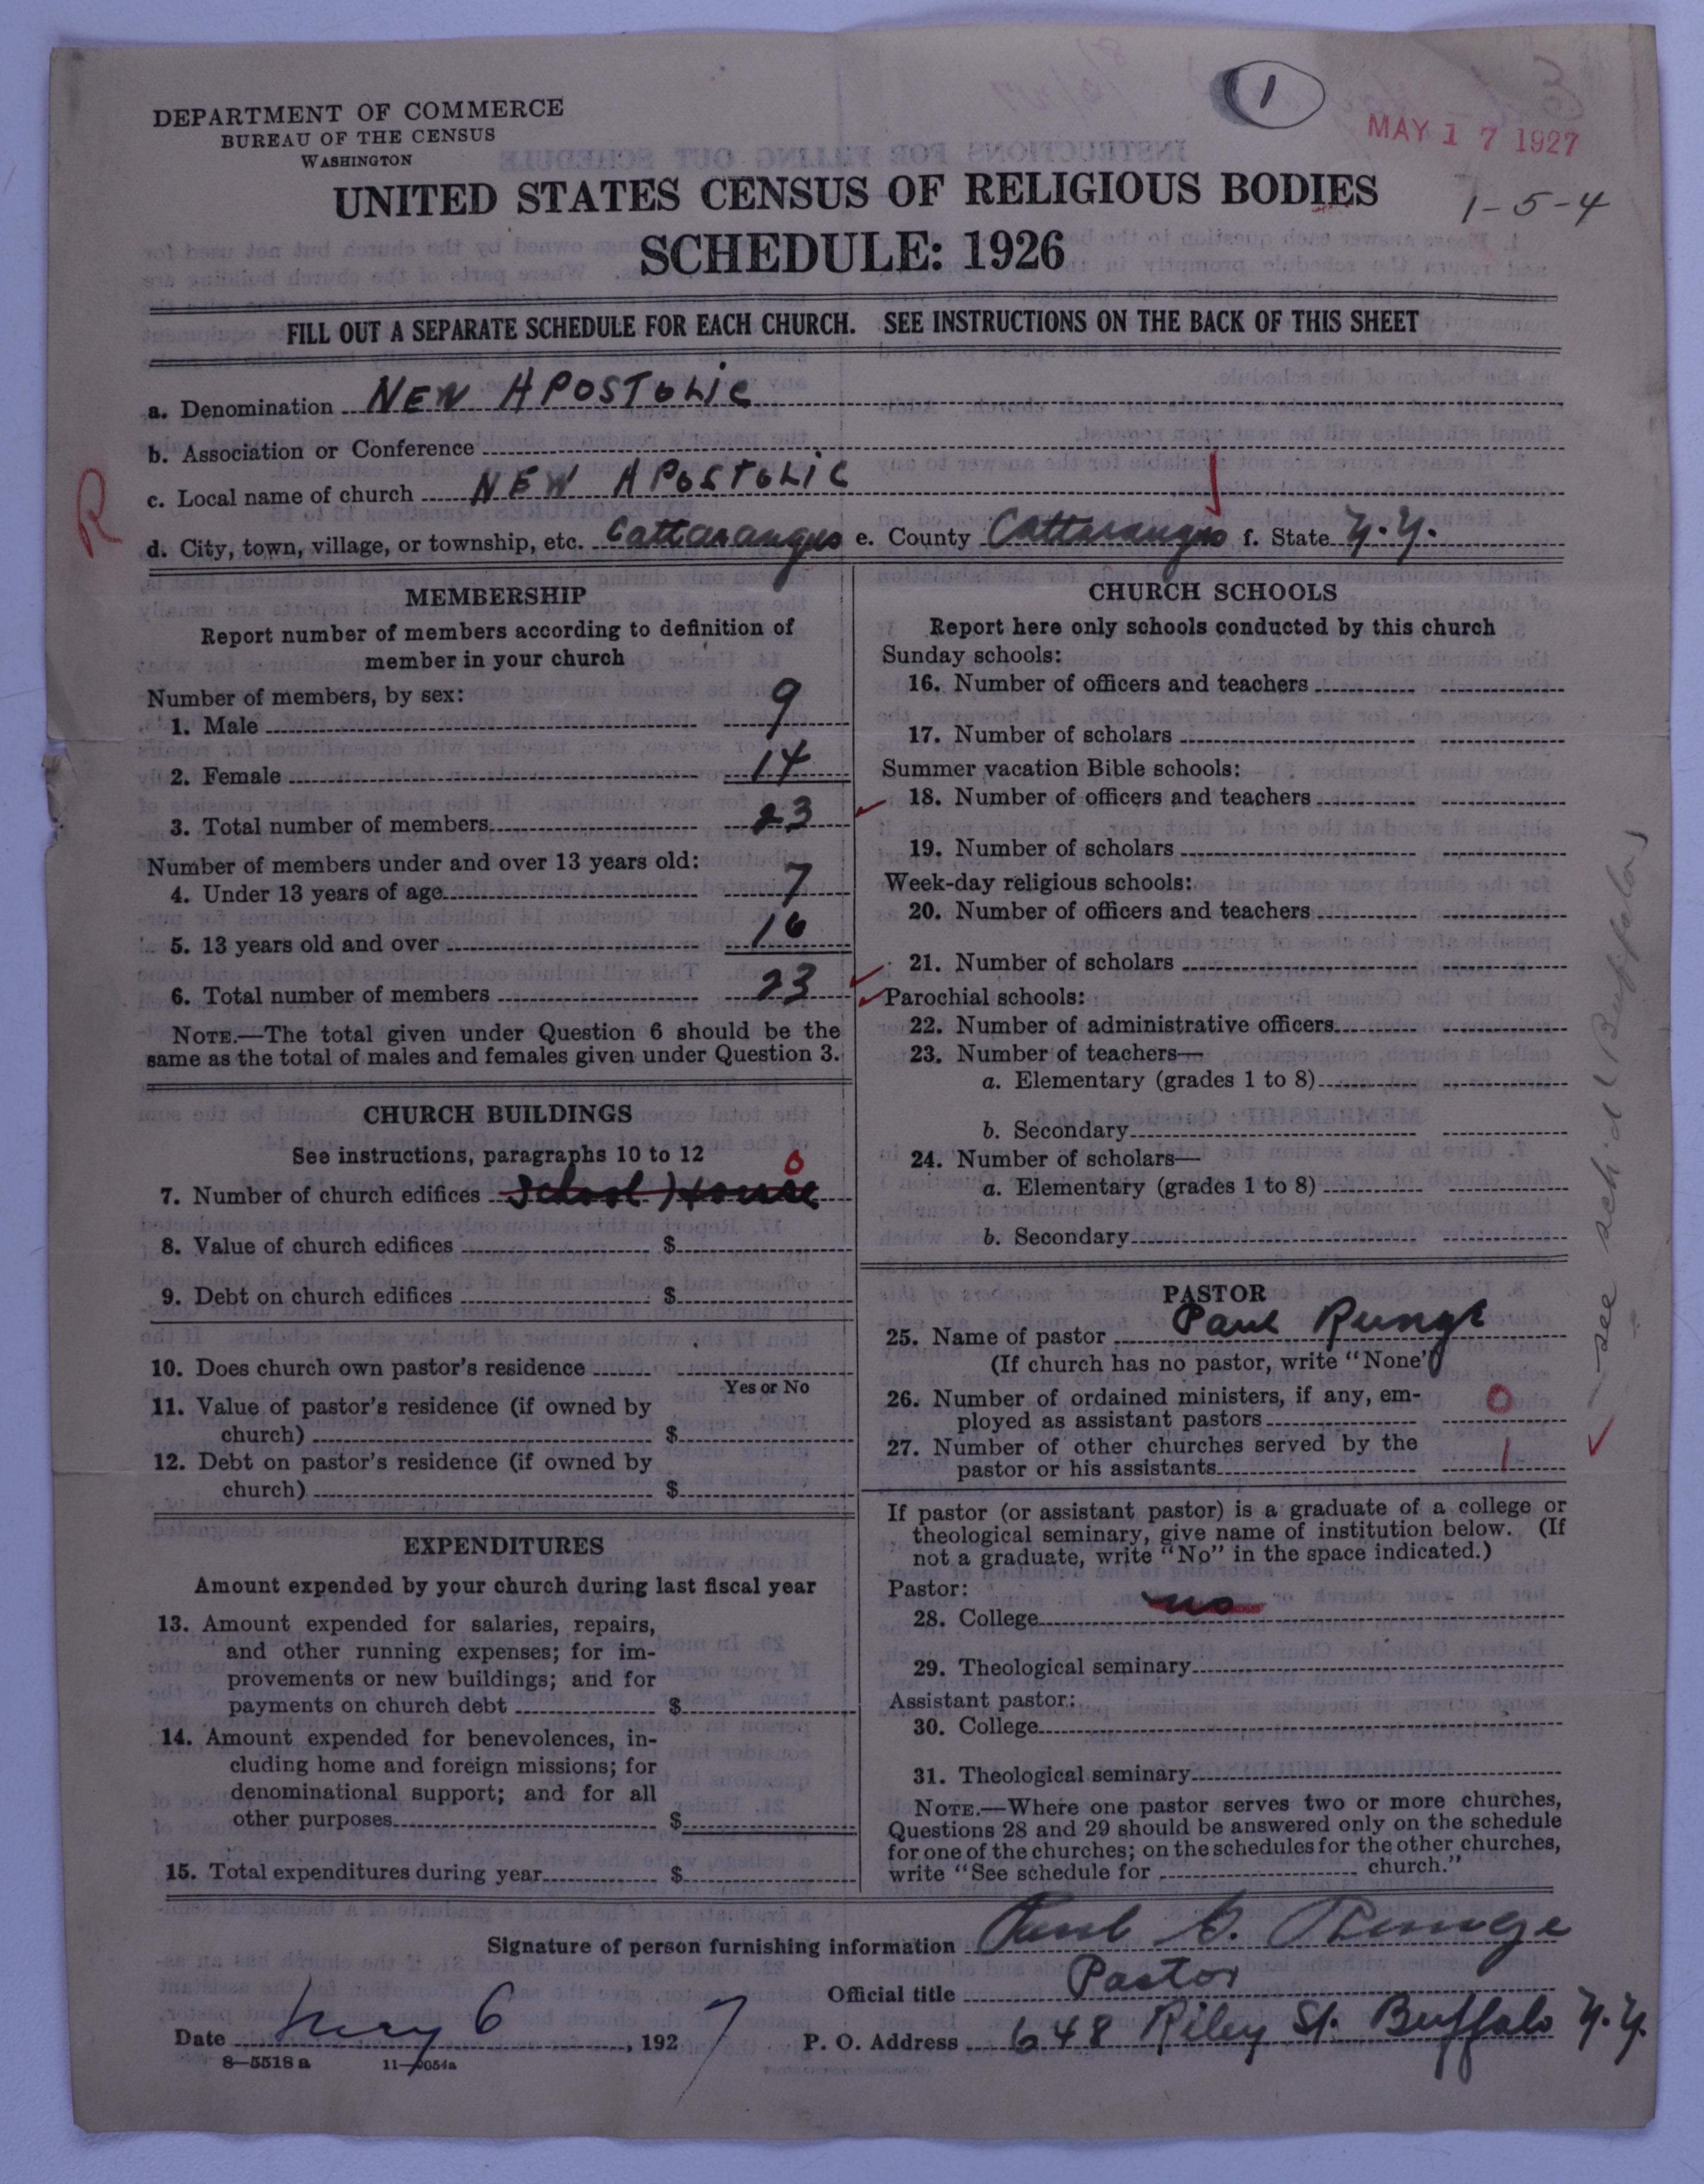 1
MAY 17 1927
DEPARTMENT OF COMMERCE
BUREAU OF THE CENSUS
WASHINGTON
UNITED STATES CENSUS OF RELIGIOUS BODIES
1-5-4
SCHEDULE: 1926
FILL OUT A SEPARATE SCHEDULE FOR EACH CHURCH. SEE INSTRUCTIONS ON THE BACK OF THIS SHEET
a. Denomination NEW APOSTOLIC
b. Association or Conference
R
c. Local name of church NEW APOSTOLIC
d. City, town, village, or township, etc. Cattaraugus e. County Cattaraugus f. State N.Y.
MEMBERSHIP
Report number of members according to definition of
member in your church
Number of members, by sex:
1. Male 9
2. Female 14
3. Total number of members 23
Number of members under and over 13 years old:
4. Under 13 years of age 7
5. 13 years old and over 16
6. Total number of members 23
NOTE.—The total given under Question 6 should be the
same as the total of males and females given under Question 3.
CHURCH BUILDINGS
See instructions, paragraphs 10 to 12
0
7. Number of church edifices School House
8. Value of church edifices $
9. Debt on church edifices $
10. Does church own pastor's residence
Yes or No
11. Value of pastor's residence (if owned by
church) $
12. Debt on pastor's residence (if owned by
church) $
EXPENDITURES
Amount expended by your church during last fiscal year
13. Amount expended for salaries, repairs,
and other running expenses; for im-
provements or new buildings; and for
payments on church debt $
14. Amount expended for benevolences, in-
cluding home and foreign missions; for
denominational support; and for all
other purposes $
15. Total expenditures during year $
CHURCH SCHOOLS
Report here only schools conducted by this church
Sunday schools:
16. Number of officers and teachers
17. Number of scholars
Summer vacation Bible schools:
18. Number of officers and teachers
19. Number of scholars
Week-day religious schools:
20. Number of officers and teachers
21. Number of scholars
Parochial schools:
22. Number of administrative officers
23. Number of teachers—
a. Elementary (grades 1 to 8)
b. Secondary
24. Number of scholars—
a. Elementary (grades 1 to 8)
b. Secondary
PASTOR
25. Name of pastor Paul Runge
(If church has no pastor, write "None")
26. Number of ordained ministers, if any, em-
ployed as assistant pastors 0
27. Number of other churches served by the
pastor or his assistants 1
see sch'd Buffalo
If pastor (or assistant pastor) is a graduate of a college or
theological seminary, give name of institution below. (If
not a graduate, write "No" in the space indicated.)
Pastor:
28. College no
29. Theological seminary
Assistant pastor:
30. College
31. Theological seminary
NOTE.—Where one pastor serves two or more churches,
Questions 28 and 29 should be answered only on the schedule
for one of the churches; on the schedules for the other churches,
write "See schedule for church."
Signature of person furnishing information Paul G. Runge
Official title Pastor
Date May 6, 1927 P. O. Address 648 Riley St. Buffalo N.Y.
8—5518 a 11—9054a